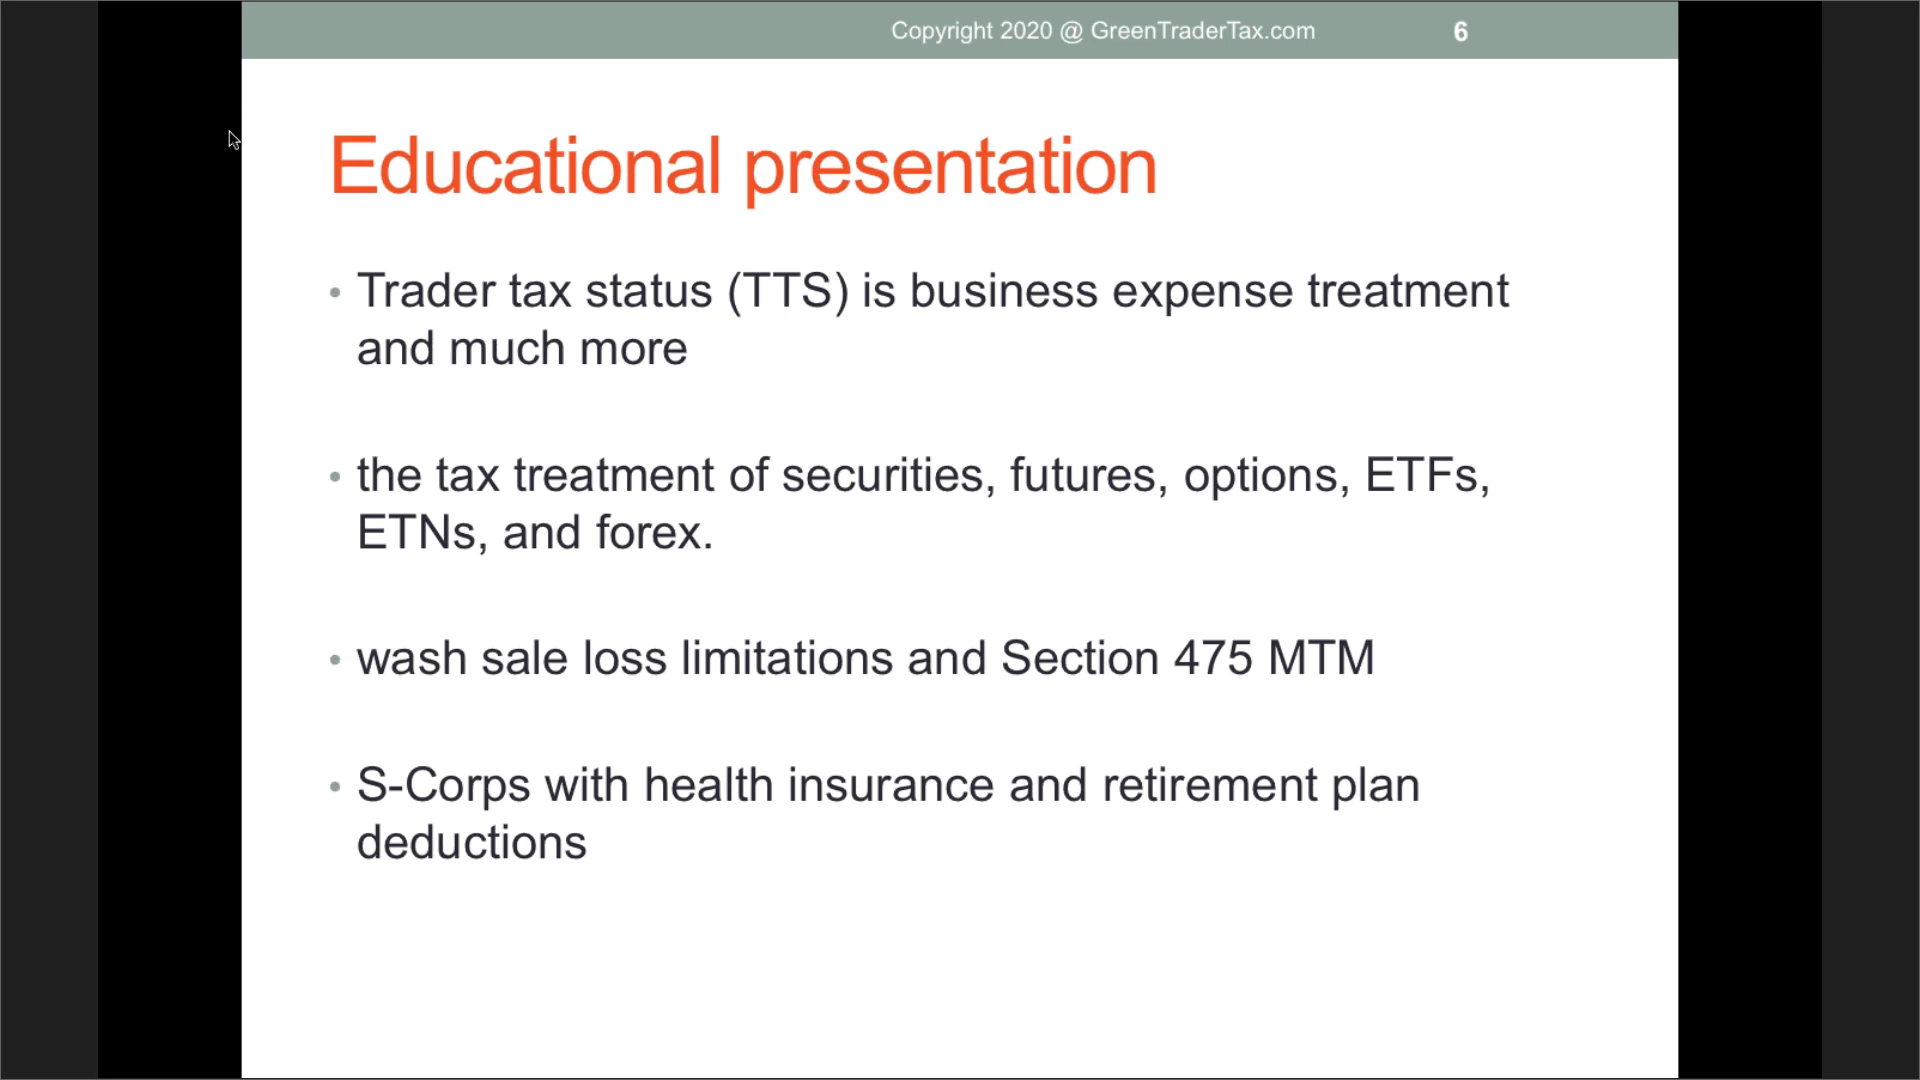 Copyright 2020 @ GreenTraderTax.com 6
Educational presentation
• Trader tax status (TTS) is business expense treatment
and much more
• the tax treatment of securities, futures, options, ETFs,
ETNs, and forex.
• wash sale loss limitations and Section 475 MTM
• S-Corps with health insurance and retirement plan
deductions